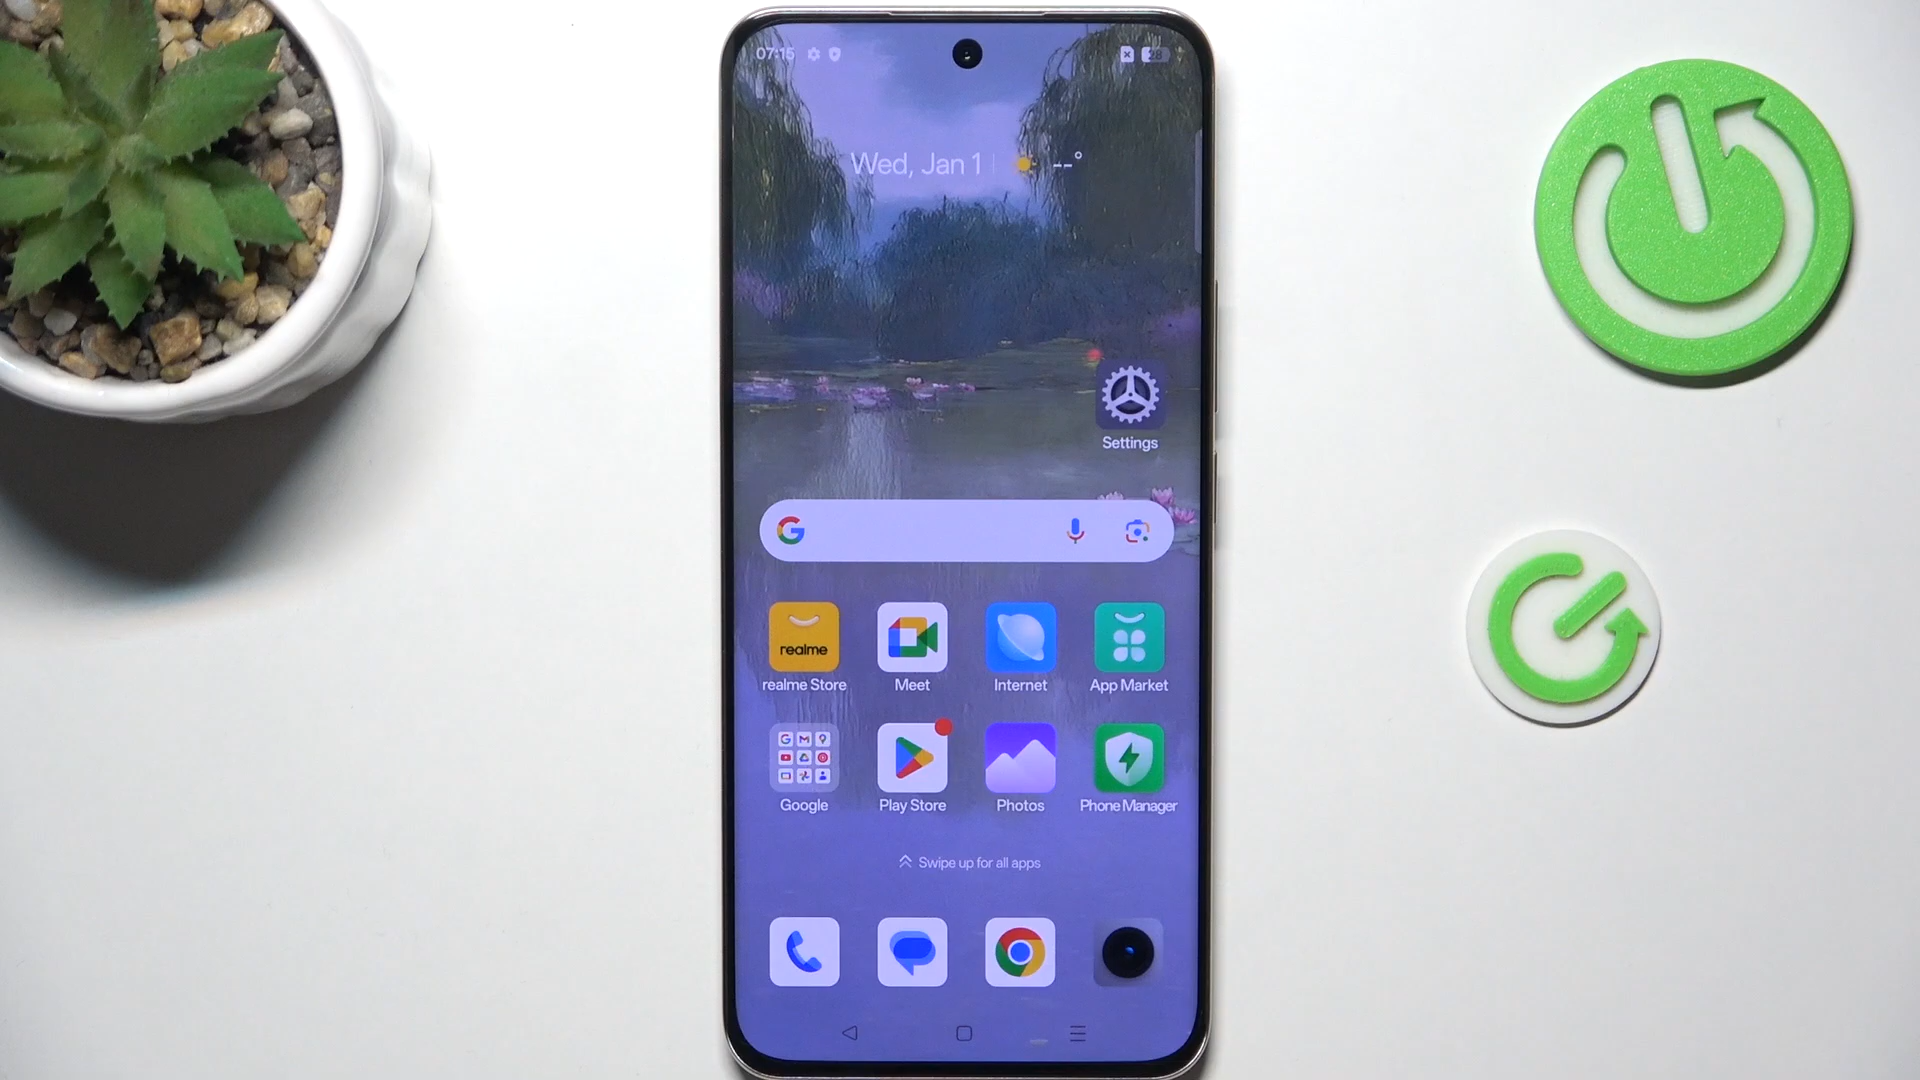 07:15
28
Wed, Jan 1 --°
Settings
realme
realme Store
Meet
Internet
App Market
Google
Play Store
Photos
Phone Manager
Swipe up for all apps